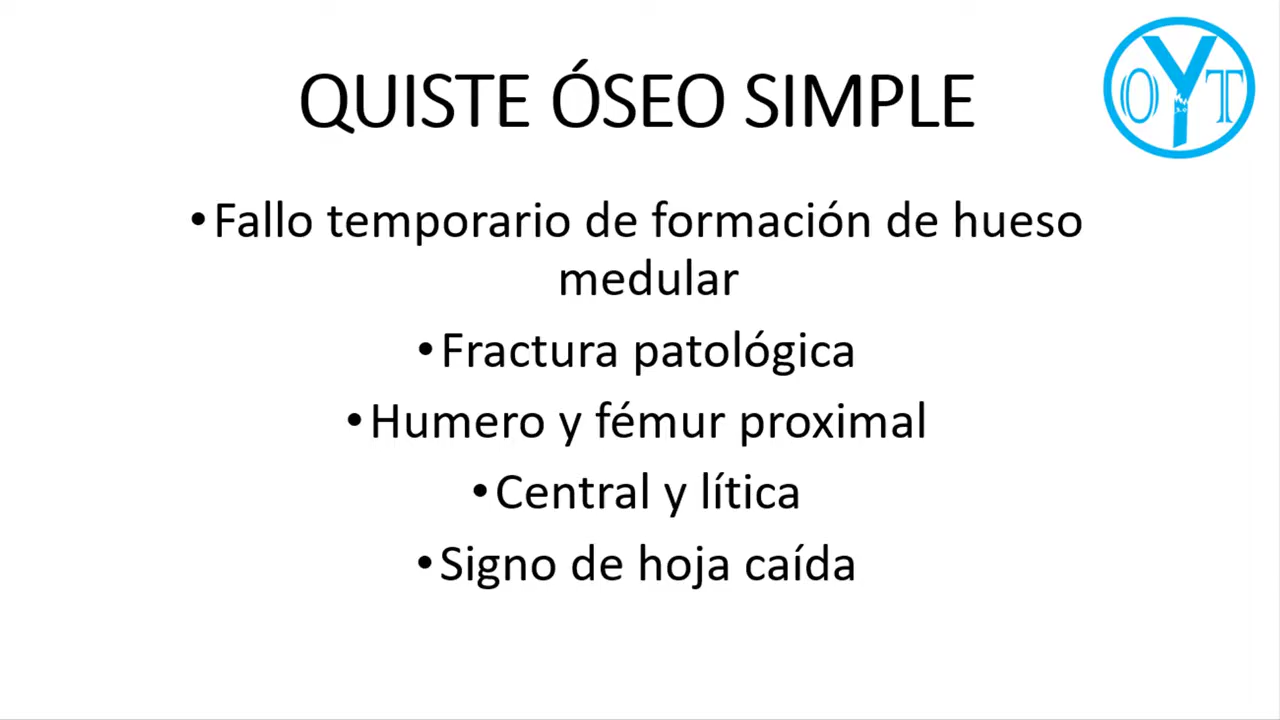 QUISTE ÓSEO SIMPLE
OYT
•Fallo temporario de formación de hueso
medular
•Fractura patológica
•Humero y fémur proximal
•Central y lítica
•Signo de hoja caída